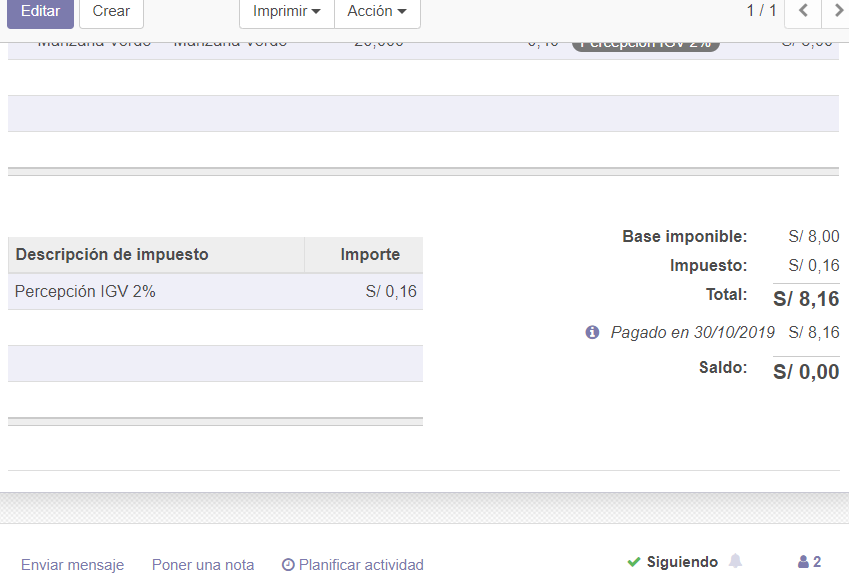 Editar Crear Imprimir Acción 1 / 1
Manzana Verde Manzana Verde 20,000 0,40 Percepción IGV 2% S/ 8,00
Base imponible: S/ 8,00
Descripción de impuesto Importe
Impuesto: S/ 0,16
Percepción IGV 2% S/ 0,16
Total: S/ 8,16
Pagado en 30/10/2019 S/ 8,16
Saldo: S/ 0,00
Enviar mensaje Poner una nota Planificar actividad Siguiendo 2